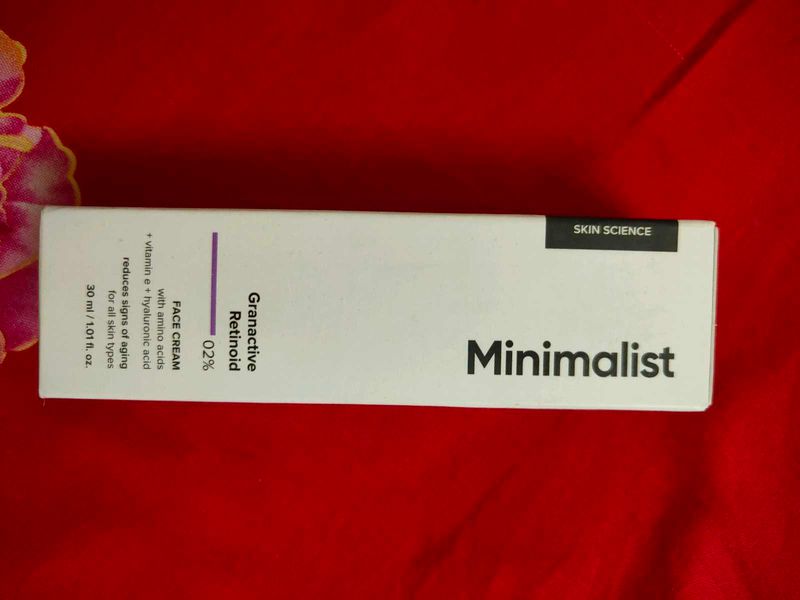 SKIN SCIENCE
Minimalist
Granactive
Retinoid
02%
FACE CREAM
with amino acids
+ vitamin e + hyaluronic acid
reduces signs of aging
for all skin types
30 ml / 1.01 fl. oz.